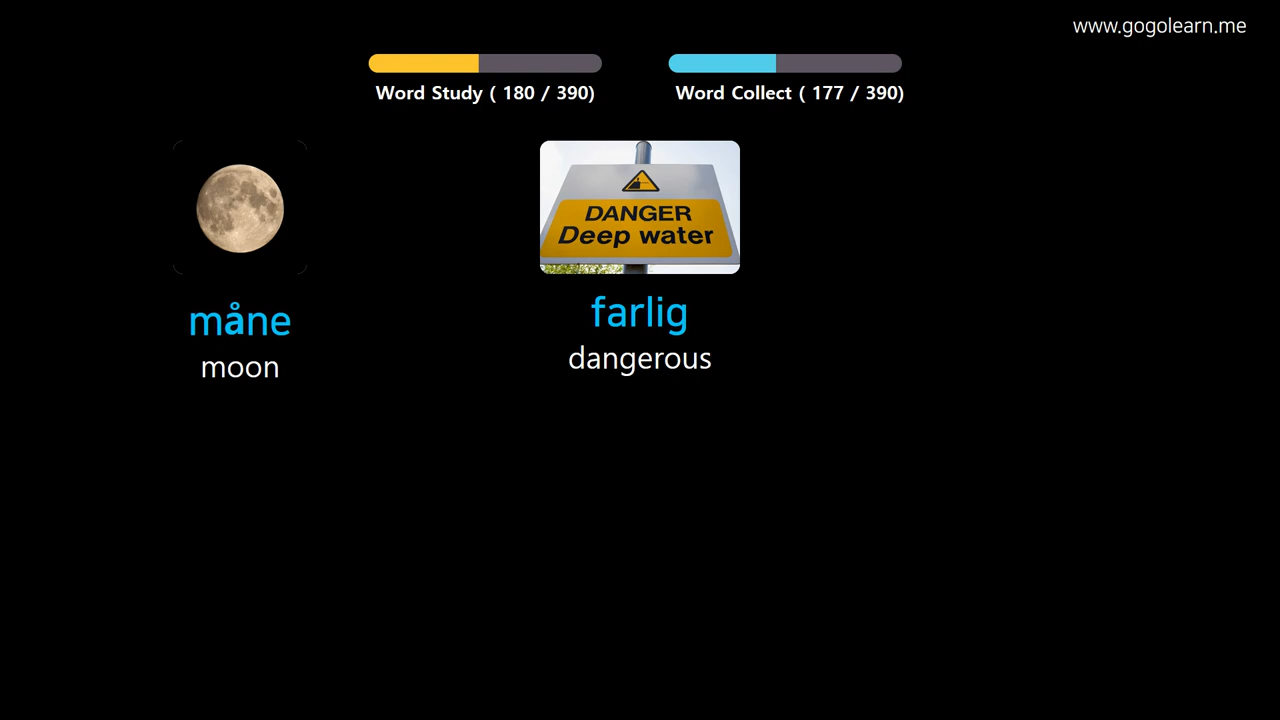 www.gogolearn.me
Word Study ( 180 / 390)
Word Collect ( 177 / 390)
DANGER
Deep water
måne
moon
farlig
dangerous